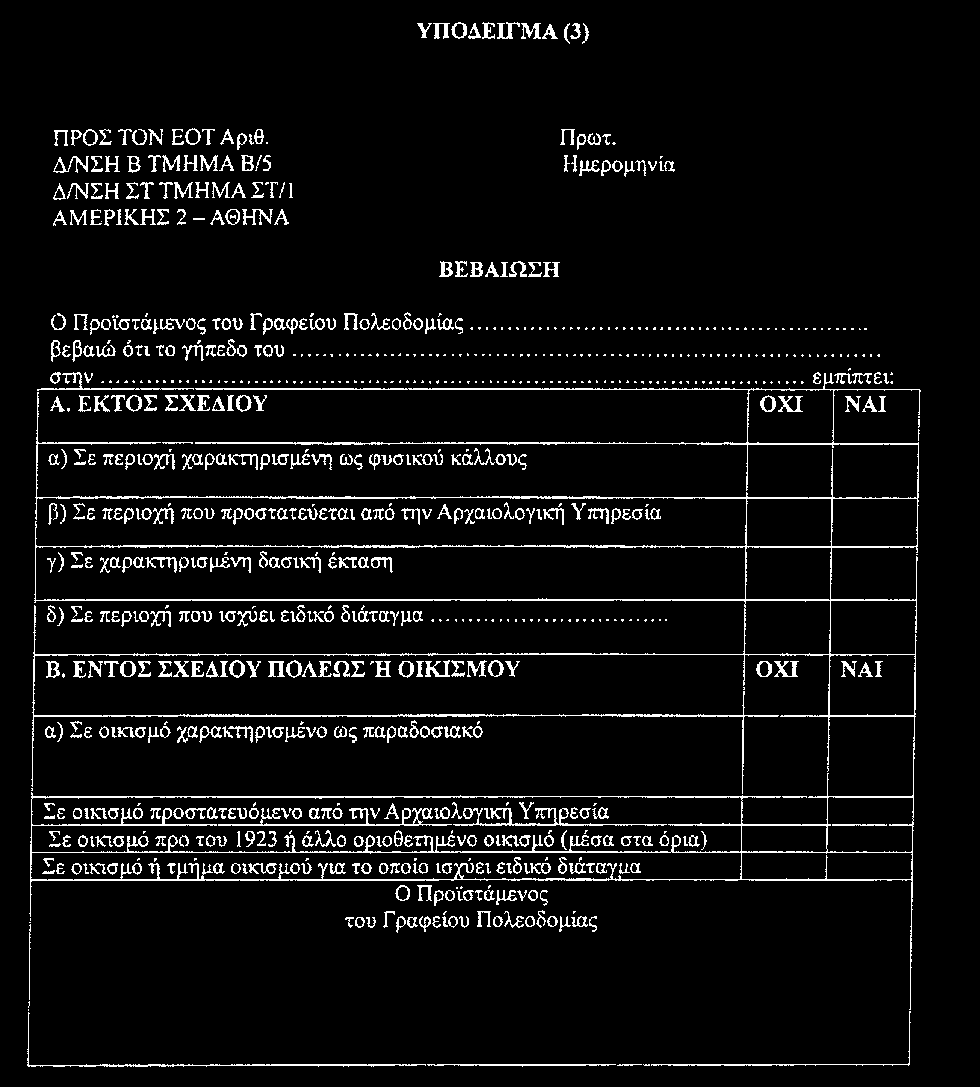 ΥΠΟΔΕΙΓΜΑ (3)
ΠΡΟΣ ΤΟΝ ΕΟΤ Αριθ. Πρωτ.
Δ/ΝΣΗ Β ΤΜΗΜΑ Β/5 Ημερομηνία
Δ/ΝΣΗ ΣΤ ΤΜΗΜΑ ΣΤ/1
ΑΜΕΡΙΚΗΣ 2 – ΑΘΗΝΑ
ΒΕΒΑΙΩΣΗ
Ο Προϊστάμενος του Γραφείου Πολεοδομίας ...............................................................
βεβαιώ ότι το γήπεδο του ...............................................................................................
στην ................................................................................................................. εμπίπτει:
Α. ΕΚΤΟΣ ΣΧΕΔΙΟΥ ΟΧΙ ΝΑΙ
α) Σε περιοχή χαρακτηρισμένη ως φυσικού κάλλους
β) Σε περιοχή που προστατεύεται από την Αρχαιολογική Υπηρεσία
γ) Σε χαρακτηρισμένη δασική έκταση
δ) Σε περιοχή που ισχύει ειδικό διάταγμα ......................................
Β. ΕΝΤΟΣ ΣΧΕΔΙΟΥ ΠΟΛΕΩΣ Ή ΟΙΚΙΣΜΟΥ ΟΧΙ ΝΑΙ
α) Σε οικισμό χαρακτηρισμένο ως παραδοσιακό
Σε οικισμό προστατευόμενο από την Αρχαιολογική Υπηρεσία
Σε οικισμό προ του 1923 ή άλλο οριοθετημένο οικισμό (μέσα στα όρια)
Σε οικισμό ή τμήμα οικισμού για το οποίο ισχύει ειδικό διάταγμα
Ο Προϊστάμενος
του Γραφείου Πολεοδομίας